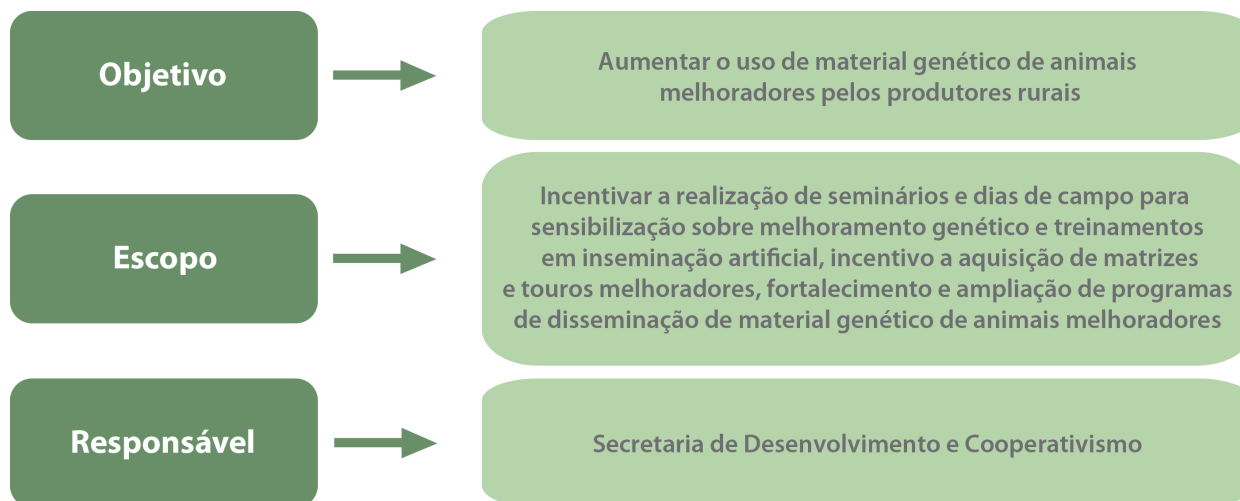 Objetivo
Aumentar o uso de material genético de animais
melhoradores pelos produtores rurais
Escopo
Incentivar a realização de seminários e dias de campo para
sensibilização sobre melhoramento genético e treinamentos
em inseminação artificial, incentivo a aquisição de matrizes
e touros melhoradores, fortalecimento e ampliação de programas
de disseminação de material genético de animais melhoradores
Responsável
Secretaria de Desenvolvimento e Cooperativismo